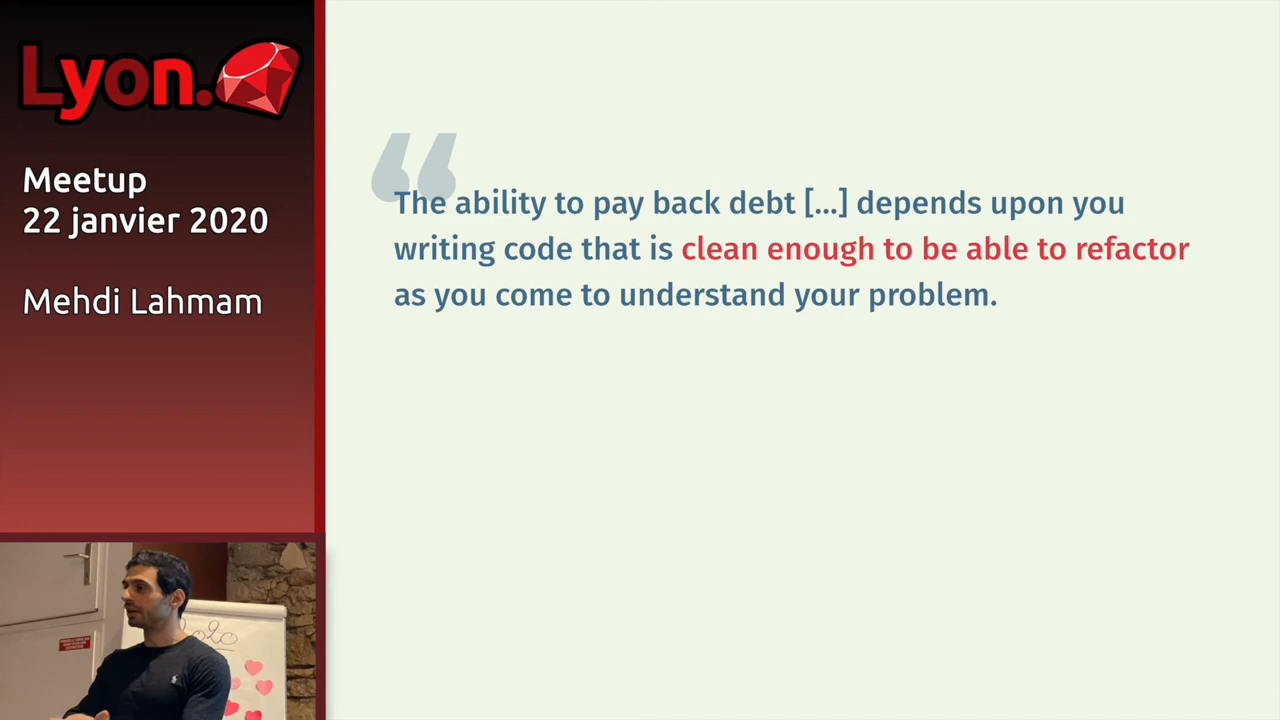 Lyon.
Meetup
22 janvier 2020
Mehdi Lahmam
“
The ability to pay back debt [...] depends upon you
writing code that is clean enough to be able to refactor
as you come to understand your problem.
2020